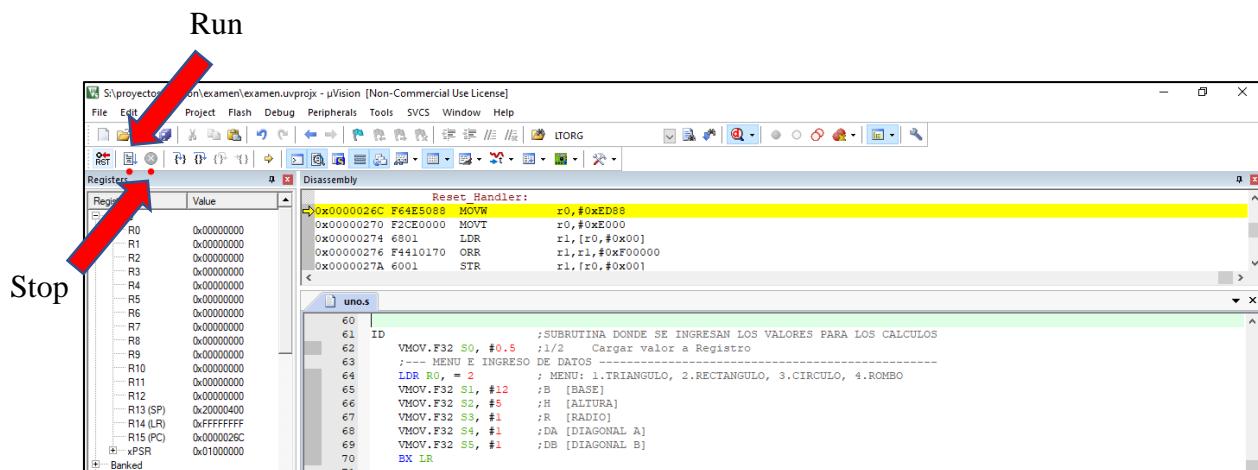 Run
S:\proyectos on\examen\examen.uvprojx - µVision [Non-Commercial Use License]
File Edit Project Flash Debug Peripherals Tools SVCS Window Help
LTORG
RST
Registers
Disassembly
Value
Reset_Handler:
0x0000026C F64E5088 MOVW r0,#0xED88
0x00000270 F2CE0000 MOVT r0,#0xE000
0x00000274 6801 LDR r1,[r0,#0x00]
0x00000276 F4410170 ORR r1,r1,#0xF00000
0x0000027A 6001 STR r1,[r0,#0x00]
R0 0x00000000
R1 0x00000000
R2 0x00000000
R3 0x00000000
R4 0x00000000
R5 0x00000000
R6 0x00000000
R7 0x00000000
R8 0x00000000
R9 0x00000000
R10 0x00000000
R11 0x00000000
R12 0x00000000
R13 (SP) 0x20000400
R14 (LR) 0xFFFFFFFF
R15 (PC) 0x0000026C
xPSR 0x01000000
Banked
Stop
uno.s
60
61 ID ;SUBRUTINA DONDE SE INGRESAN LOS VALORES PARA LOS CALCULOS
62 VMOV.F32 S0, #0.5 ;1/2 Cargar valor a Registro
63 ;--- MENU E INGRESO DE DATOS ------------------------------------------------
64 LDR R0, = 2 ; MENU: 1.TRIANGULO, 2.RECTANGULO, 3.CIRCULO, 4.ROMBO
65 VMOV.F32 S1, #12 ;B [BASE]
66 VMOV.F32 S2, #5 ;H [ALTURA]
67 VMOV.F32 S3, #1 ;R [RADIO]
68 VMOV.F32 S4, #1 ;DA [DIAGONAL A]
69 VMOV.F32 S5, #1 ;DB [DIAGONAL B]
70 BX LR